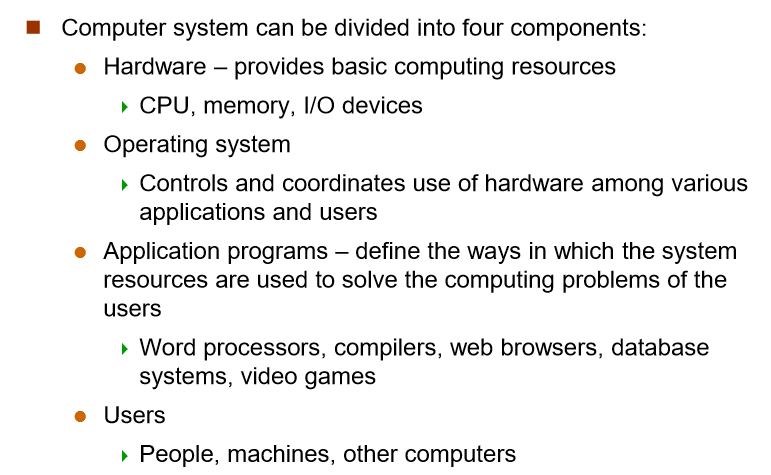 Computer system can be divided into four components:
Hardware – provides basic computing resources
CPU, memory, I/O devices
Operating system
Controls and coordinates use of hardware among various
applications and users
Application programs – define the ways in which the system
resources are used to solve the computing problems of the
users
Word processors, compilers, web browsers, database
systems, video games
Users
People, machines, other computers